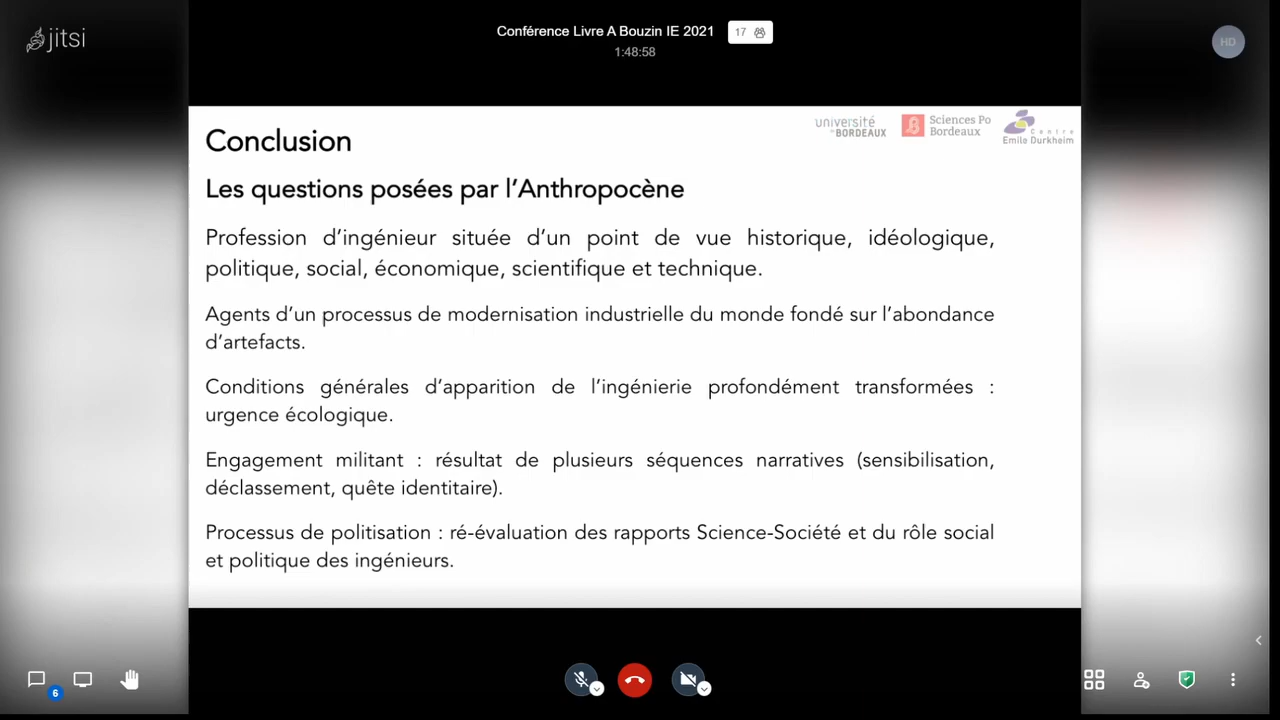 jitsi
Conférence Livre A Bouzin IE 2021
17
1:48:58
HD
université
de BORDEAUX
Sciences Po
Bordeaux
Centre
Emile Durkheim
Conclusion
Les questions posées par l'Anthropocène
Profession d'ingénieur située d'un point de vue historique, idéologique,
politique, social, économique, scientifique et technique.
Agents d'un processus de modernisation industrielle du monde fondé sur l'abondance
d'artefacts.
Conditions générales d'apparition de l'ingénierie profondément transformées :
urgence écologique.
Engagement militant : résultat de plusieurs séquences narratives (sensibilisation,
déclassement, quête identitaire).
Processus de politisation : ré-évaluation des rapports Science-Société et du rôle social
et politique des ingénieurs.
6